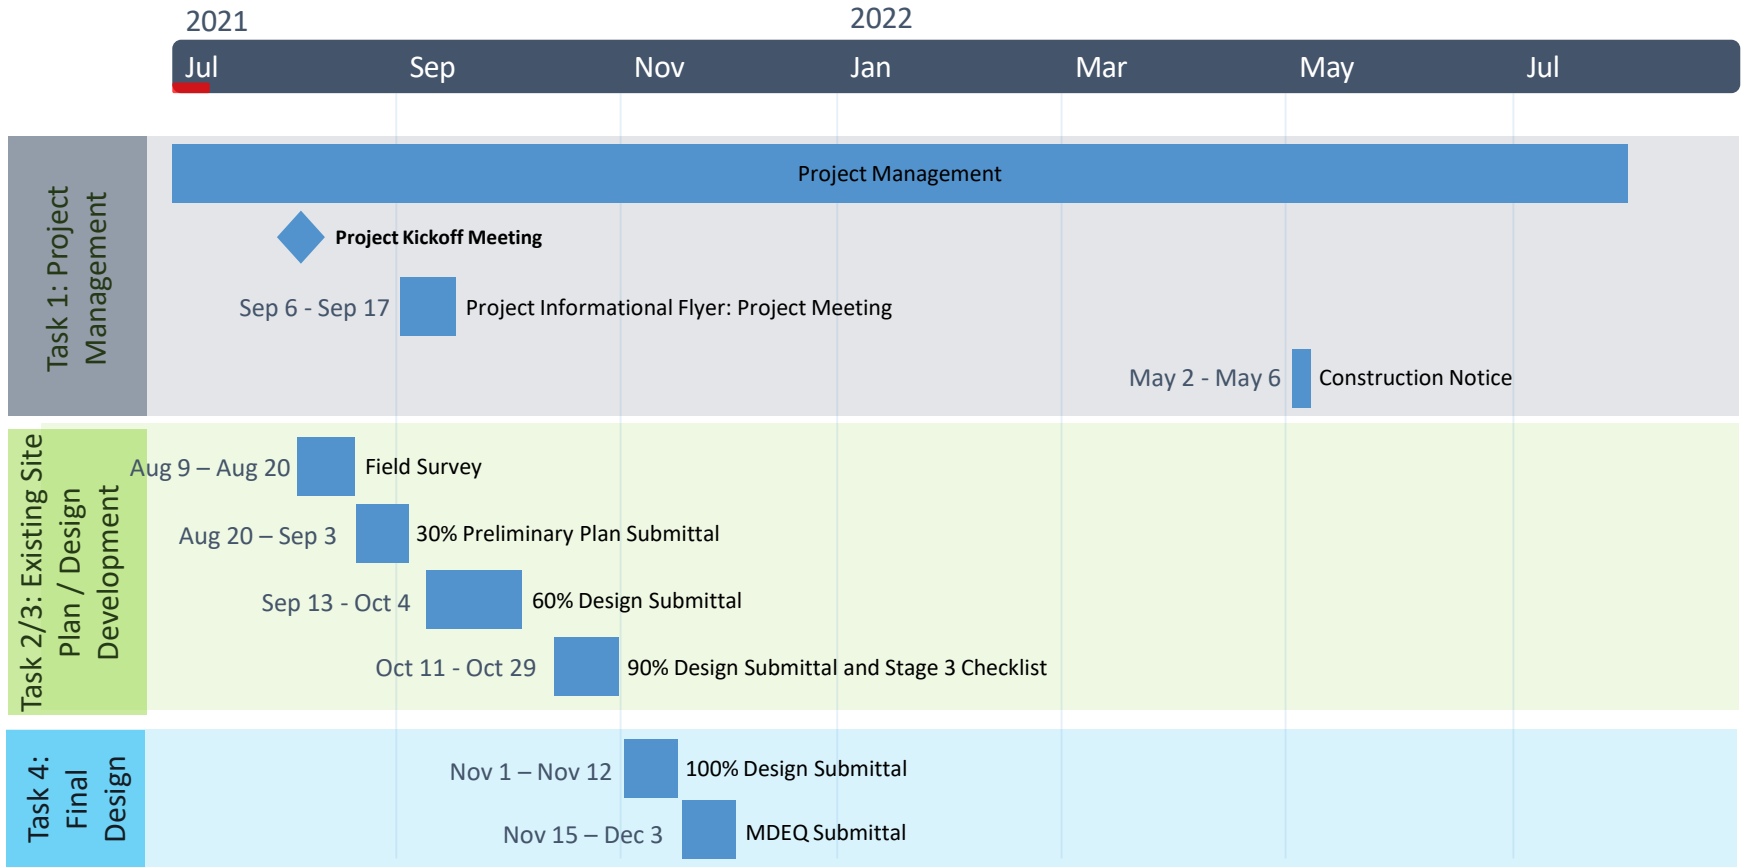 2021
2022
Jul
Sep
Nov
Jan
Mar
May
Jul
Task 1: Project
Management
Project Management
Project Kickoff Meeting
Sep 6 - Sep 17
Project Informational Flyer: Project Meeting
May 2 - May 6
Construction Notice
Task 2/3: Existing Site
Plan / Design
Development
Aug 9 – Aug 20
Field Survey
Aug 20 – Sep 3
30% Preliminary Plan Submittal
Sep 13 - Oct 4
60% Design Submittal
Oct 11 - Oct 29
90% Design Submittal and Stage 3 Checklist
Task 4:
Final
Design
Nov 1 – Nov 12
100% Design Submittal
Nov 15 – Dec 3
MDEQ Submittal